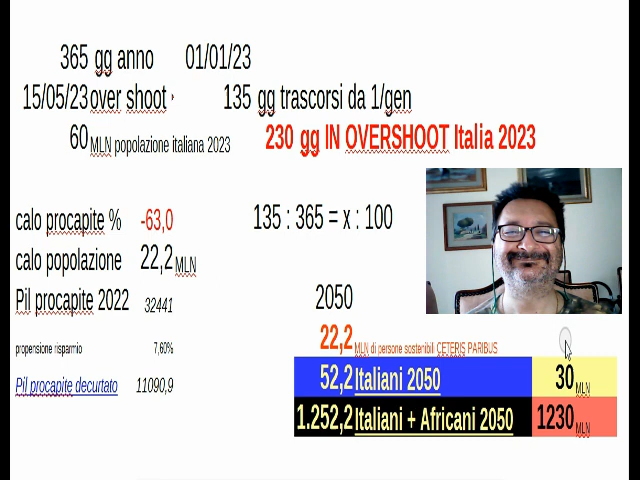 365 gg anno 01/01/23
15/05/23 over shoot 135 gg trascorsi da 1/gen
60 MLN popolazione italiana 2023 230 gg IN OVERSHOOT Italia 2023
calo procapite % -63,0 135 : 365 = x : 100
calo popolazione 22,2 MLN
Pil procapite 2022 32441 2050
propensione risparmio 7,60% 22,2 MLN di persone sostenibili CETERIS PARIBUS
Pil procapite decurtato 11090,9 52,2 Italiani 2050 30 MLN
1.252,2 Italiani + Africani 2050 1230 MLN